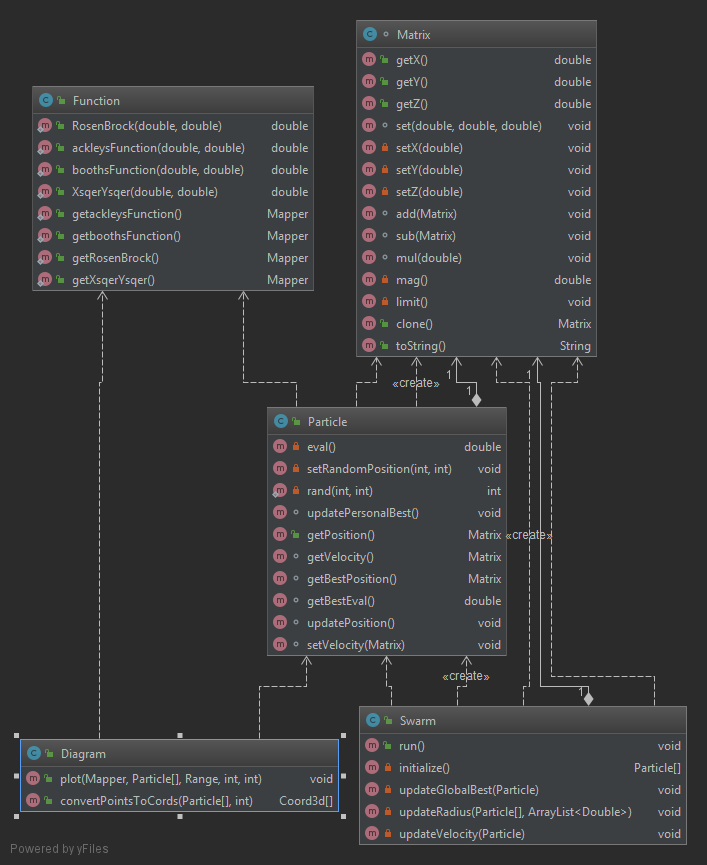 Matrix
getX() double
getY() double
getZ() double
set(double, double, double) void
setX(double) void
setY(double) void
setZ(double) void
add(Matrix) void
sub(Matrix) void
mul(double) void
mag() double
limit() void
clone() Matrix
toString() String
Function
RosenBrock(double, double) double
ackleysFunction(double, double) double
boothsFunction(double, double) double
XsqerYsqer(double, double) double
getackleysFunction() Mapper
getboothsFunction() Mapper
getRosenBrock() Mapper
getXsqerYsqer() Mapper
1
1
«create»
1
Particle
eval() double
setRandomPosition(int, int) void
rand(int, int) int
updatePersonalBest() void
getPosition() Matrix
«create»
getVelocity() Matrix
getBestPosition() Matrix
getBestEval() double
updatePosition() void
setVelocity(Matrix) void
«create»
1
Swarm
run() void
initialize() Particle[]
updateGlobalBest(Particle) void
updateRadius(Particle[], ArrayList<Double>) void
updateVelocity(Particle) void
Diagram
plot(Mapper, Particle[], Range, int, int) void
convertPointsToCords(Particle[], int) Coord3d[]
Powered by yFiles